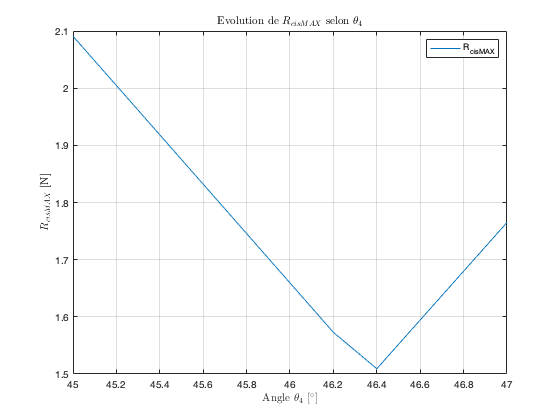 Evolution de R_cisMAX selon θ_4
R_cisMAX
2.1
2
1.9
1.8
1.7
1.6
1.5
R_cisMAX [N]
45 45.2 45.4 45.6 45.8 46 46.2 46.4 46.6 46.8 47
Angle θ_4 [°]